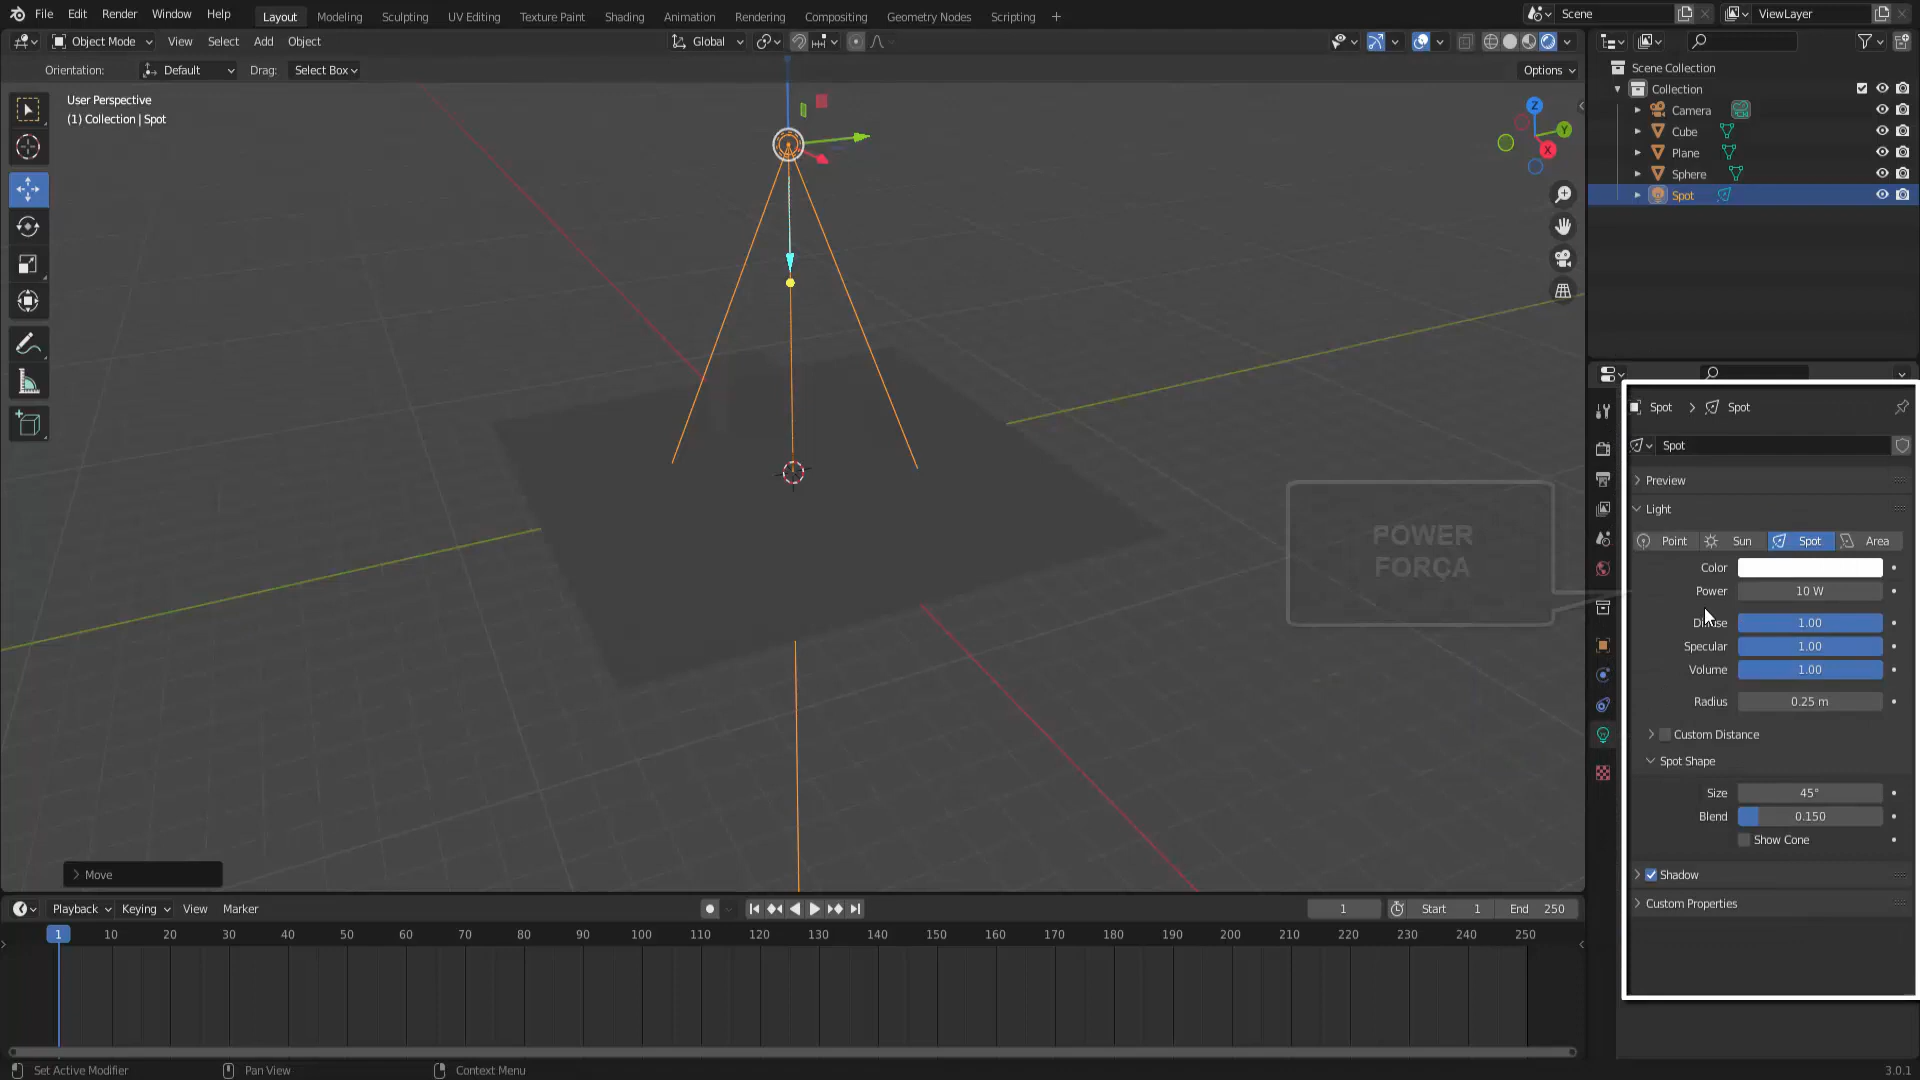 File Edit Render Window Help Layout Modeling Sculpting UV Editing Texture Paint Shading Animation Rendering Compositing Geometry Nodes Scripting + Scene ViewLayer
Object Mode View Select Add Object Global
Orientation: Default Drag: Select Box Options
User Perspective
(1) Collection | Spot
Z
Y
X
Scene Collection
Collection
Camera
Cube
Plane
Sphere
Spot
POWER
FORÇA
Spot > Spot
Spot
Preview
Light
Point Sun Spot Area
Color
Power 10 W
Diffuse 1.00
Specular 1.00
Volume 1.00
Radius 0.25 m
Custom Distance
Spot Shape
Size 45°
Blend 0.150
Show Cone
Shadow
Custom Properties
Move
Playback Keying View Marker 1 Start 1 End 250
1 10 20 30 40 50 60 70 80 90 100 110 120 130 140 150 160 170 180 190 200 210 220 230 240 250
Set Active Modifier Pan View Context Menu 3.0.1